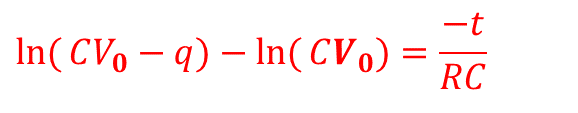 ln( CV₀ − q) − ln( CV₀) = −t/RC